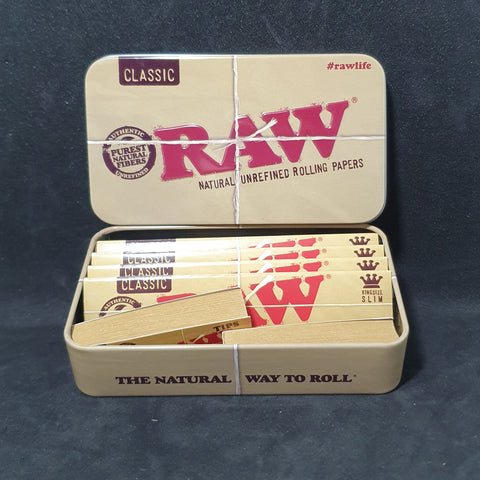 CLASSIC
#rawlife
AUTHENTIC
PUREST
NATURAL
FIBERS
UNREFINED
RAW®
NATURAL UNREFINED ROLLING PAPERS
CLASSIC
CLASSIC
CLASSIC
AUTHENTIC
RAW
KINGSIZE
SLIM
TIPS
THE NATURAL WAY TO ROLL